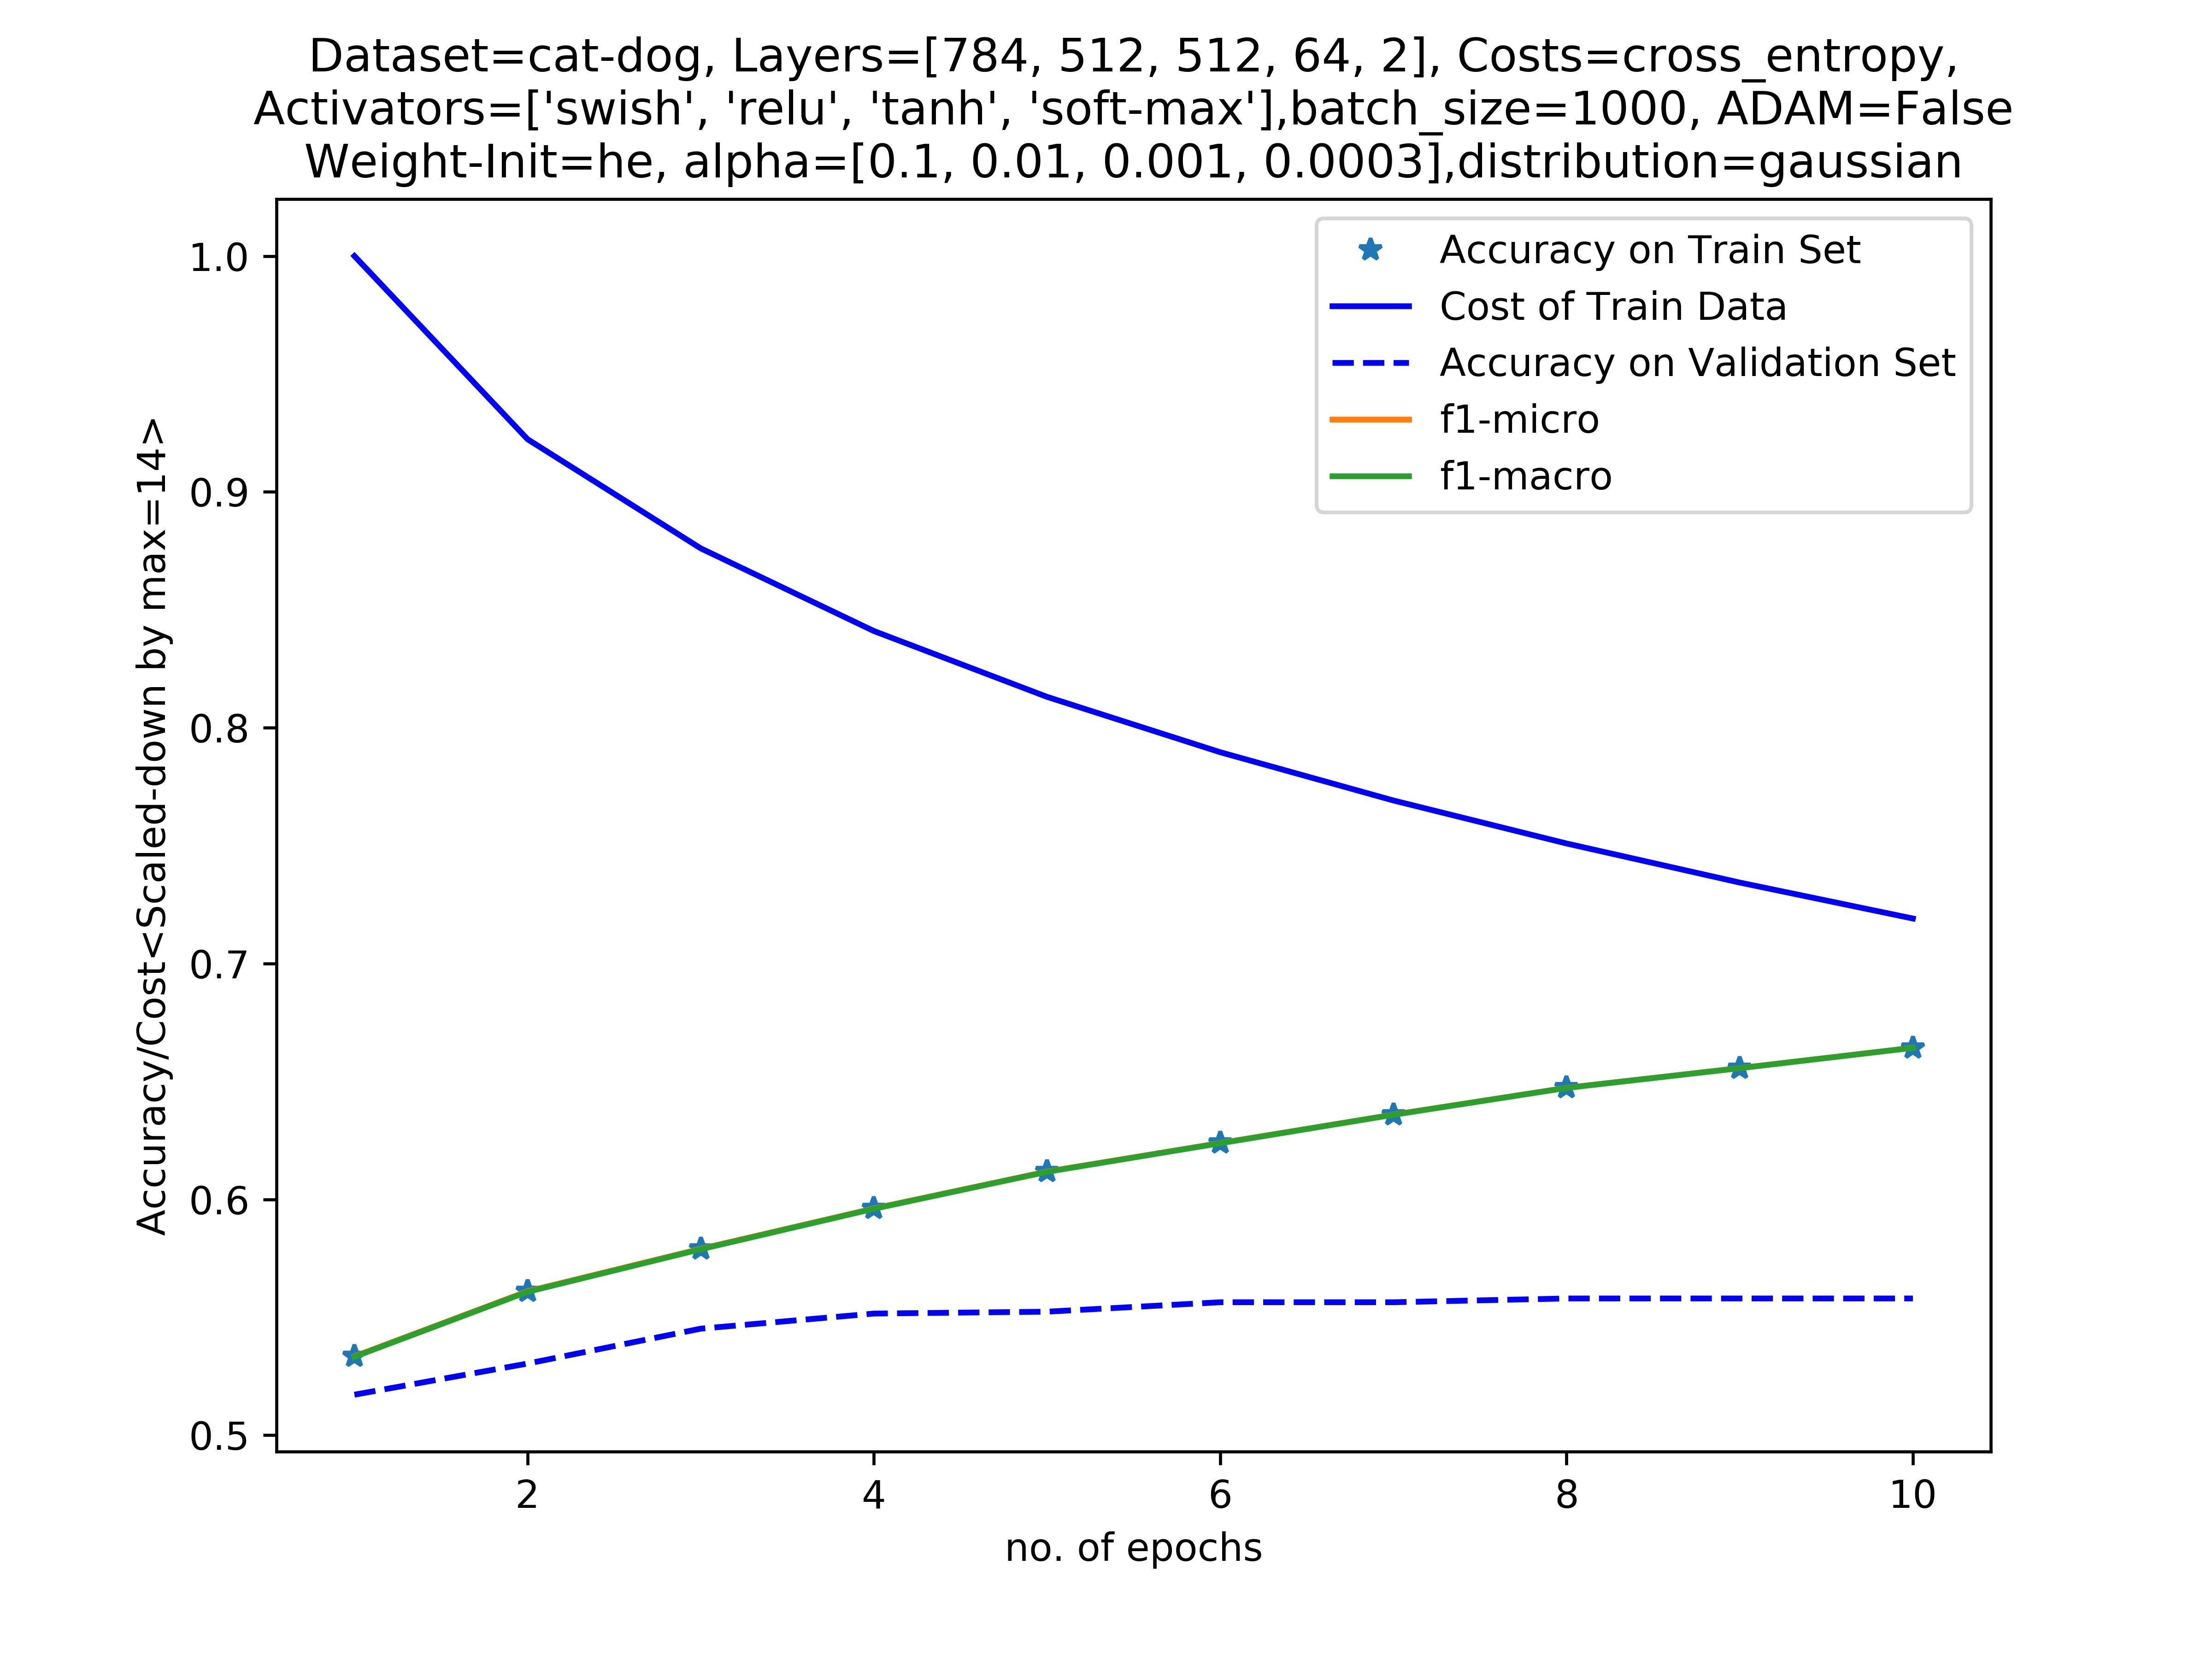 Dataset=cat-dog, Layers=[784, 512, 512, 64, 2], Costs=cross_entropy,
Activators=['swish', 'relu', 'tanh', 'soft-max'],batch_size=1000, ADAM=False
Weight-Init=he, alpha=[0.1, 0.01, 0.001, 0.0003],distribution=gaussian
Accuracy on Train Set
Cost of Train Data
Accuracy on Validation Set
f1-micro
f1-macro
Accuracy/Cost<Scaled-down by max=14>
1.0
0.9
0.8
0.7
0.6
0.5
2 4 6 8 10
no. of epochs